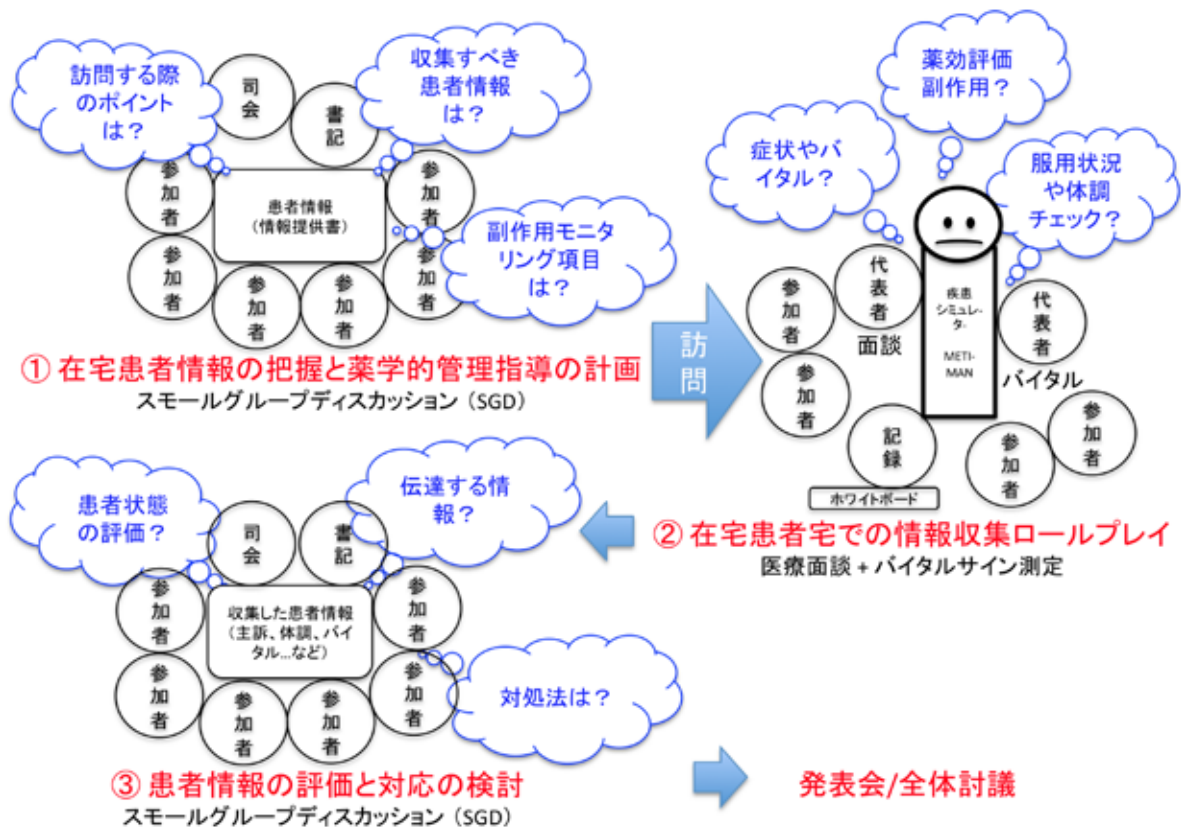 訪問する際
のポイント
は？
司会
書記
収集すべき
患者情報
は？
参加者
患者情報
（情報提供書）
参加者
副作用モニタ
リング項目
は？
参加者
参加者
参加者
参加者
① 在宅患者情報の把握と薬学的管理指導の計画
スモールグループディスカッション（SGD）
訪問
薬効評価
副作用？
症状やバ
イタル？
服用状況
や体調
チェック？
参加者
代表者
面談
疾患
シミュレ-
タ-
METI-
MAN
代表者
バイタル
参加者
記録
参加者
参加者
ホワイトボード
② 在宅患者宅での情報収集ロールプレイ
医療面談 + バイタルサイン測定
患者状態
の評価？
司会
書記
伝達する情
報？
参加者
収集した患者情報
（主訴、体調、バイ
タル...など）
参加者
参加者
参加者
参加者
参加者
対処法は？
③ 患者情報の評価と対応の検討
スモールグループディスカッション（SGD）
発表会/全体討議